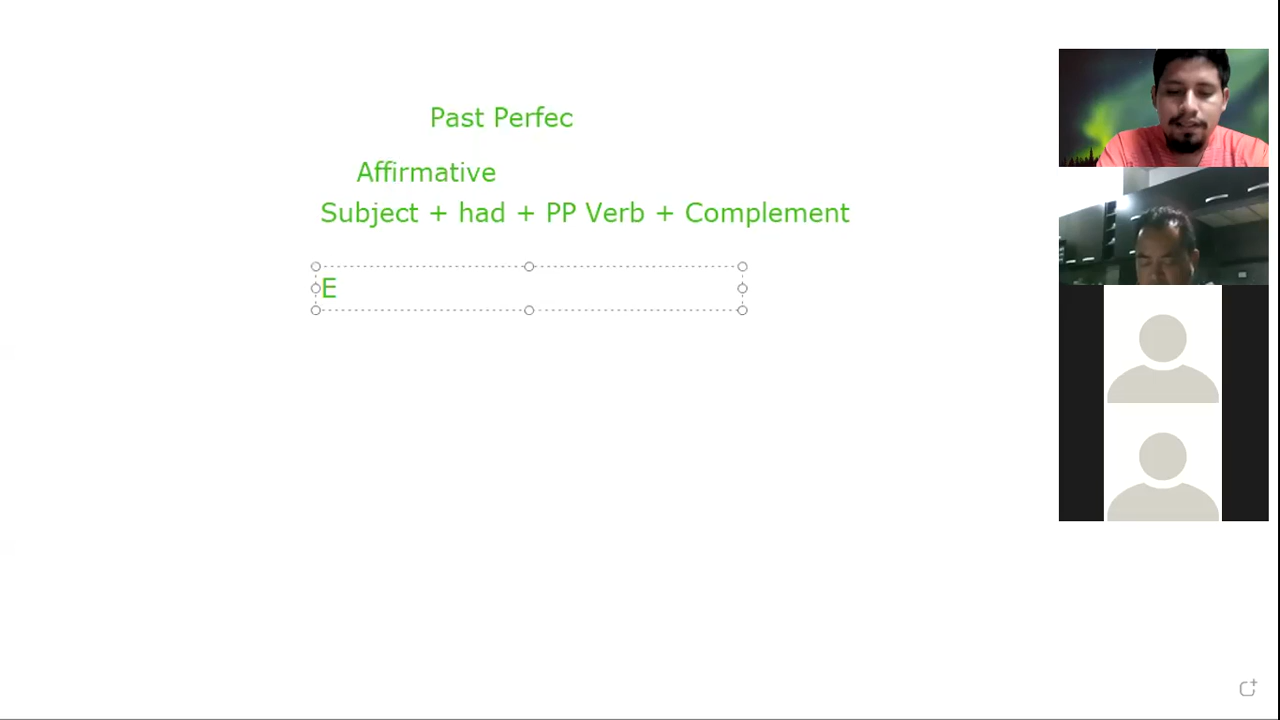 Past Perfec
Affirmative
Subject + had + PP Verb + Complement
E